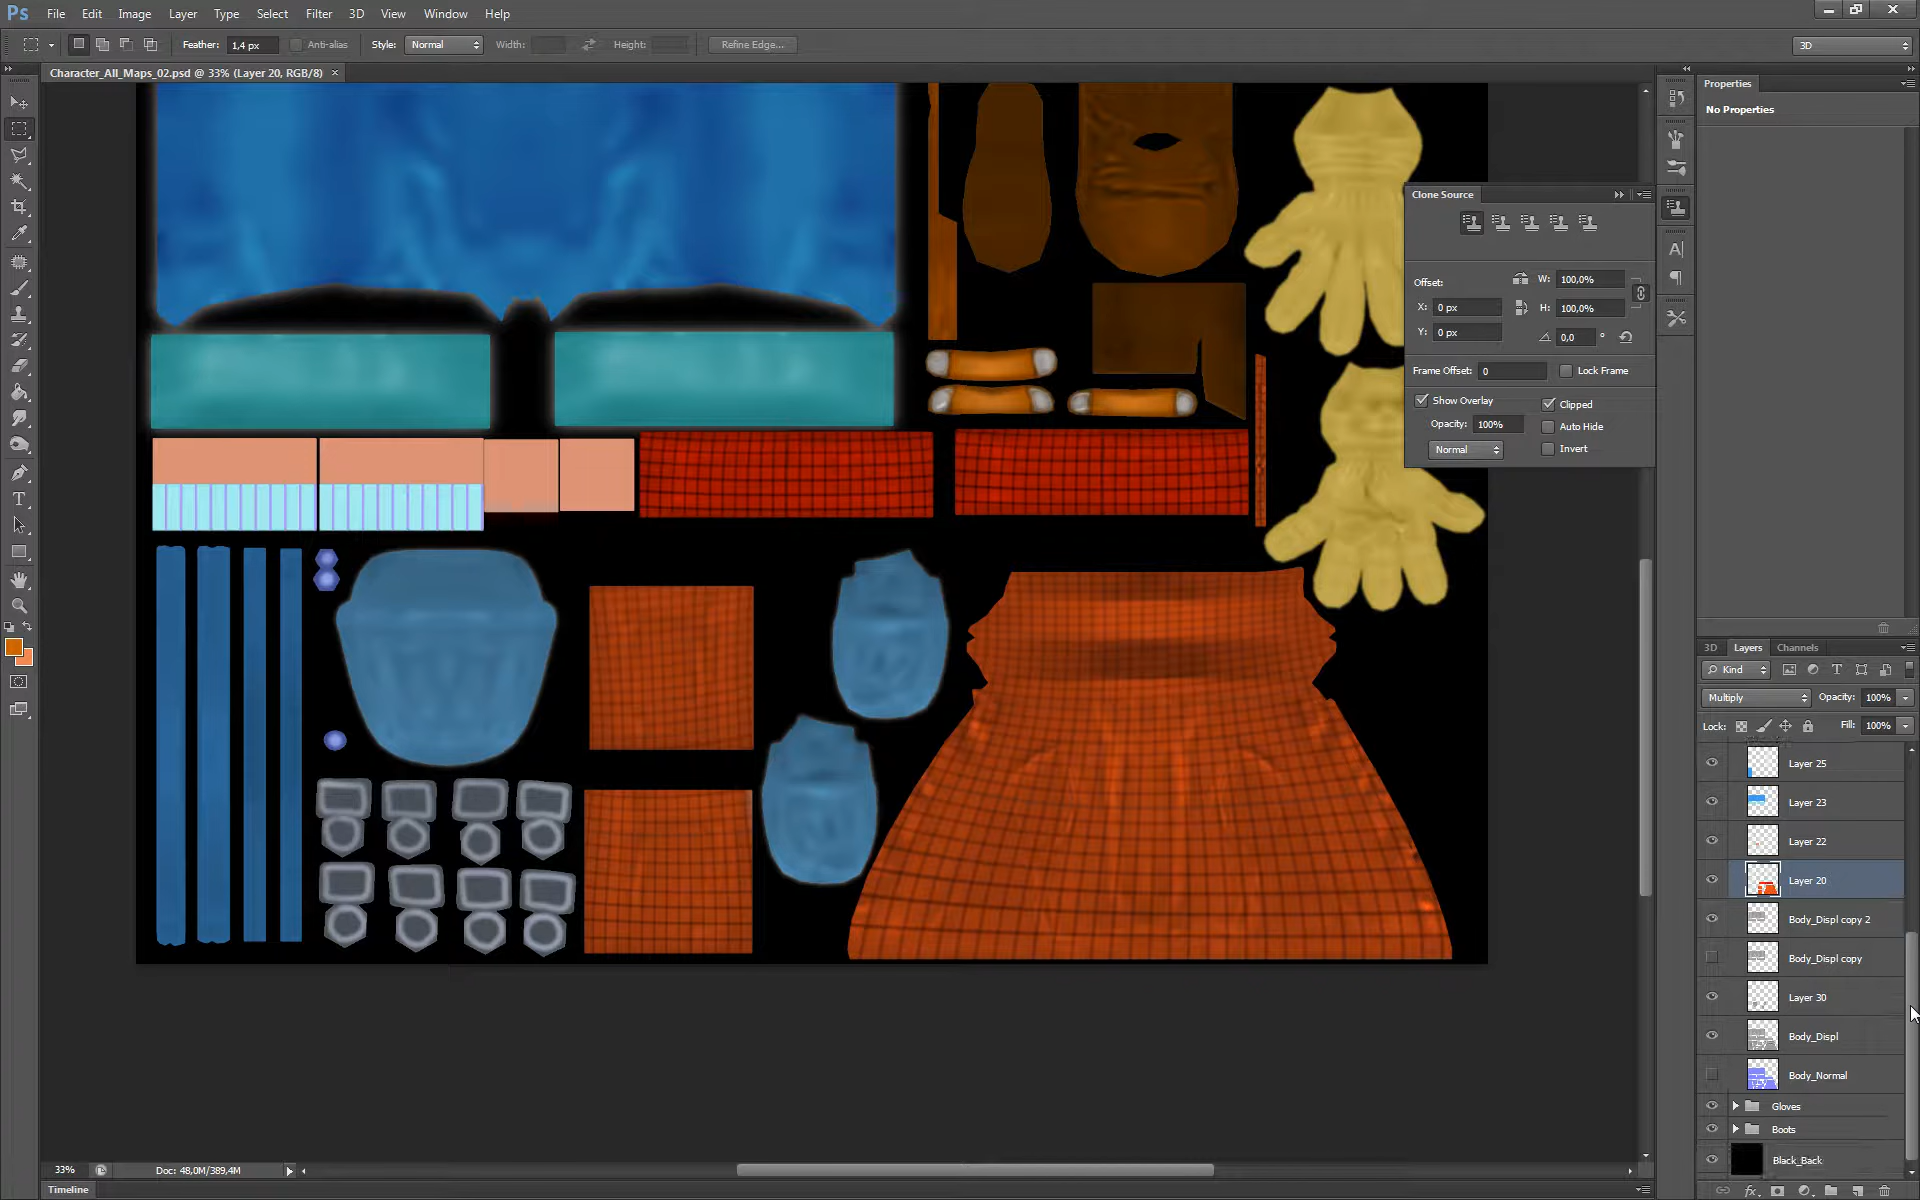 Ps File Edit Image Layer Type Select Filter 3D View Window Help
Feather: 1,4 px Anti-alias Style: Normal Width: Height: Refine Edge... 3D
Character_All_Maps_02.psd @ 33% (Layer 20, RGB/8) ×
Properties
No Properties
Clone Source
Offset: W: 100,0%
X: 0 px H: 100,0%
Y: 0 px 0,0 °
Frame Offset: 0 Lock Frame
Show Overlay Clipped
Opacity: 100% Auto Hide
Normal Invert
3D Layers Channels
Kind
Multiply Opacity: 100%
Lock: Fill: 100%
Layer 25
Layer 23
Layer 22
Layer 20
Body_Displ copy 2
Body_Displ copy
Layer 30
Body_Displ
Body_Normal
Gloves
Boots
Black_Back
33% Doc: 48,0M/389,4M
Timeline